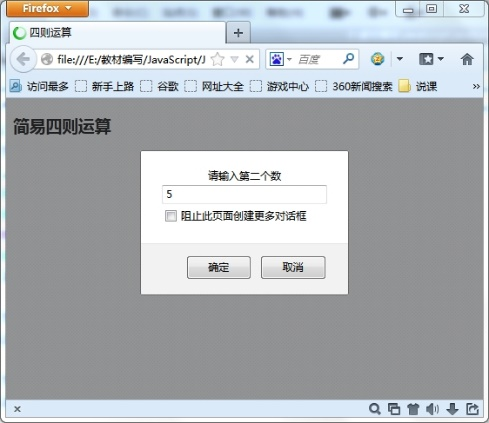 Firefox
四则运算
file:///E:/教材编写/JavaScript/J
百度
访问最多 新手上路 谷歌 网址大全 游戏中心 360新闻搜索 说课
简易四则运算
请输入第二个数
5
阻止此页面创建更多对话框
确定 取消